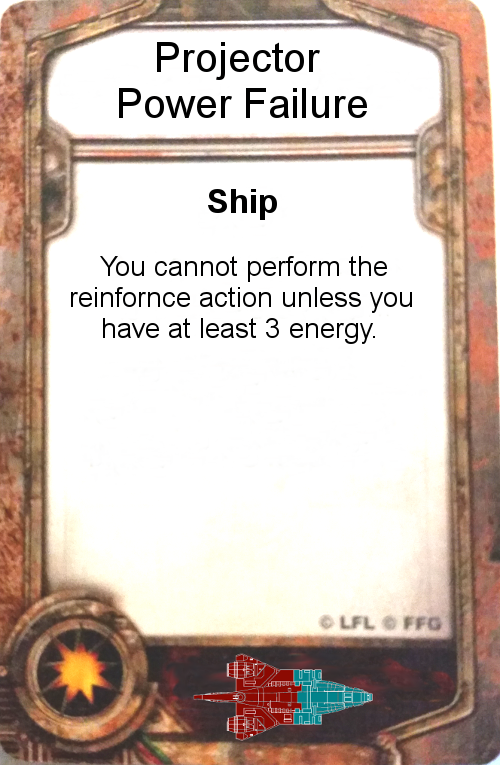 Projector
Power Failure
Ship
You cannot perform the
reinfornce action unless you
have at least 3 energy.
© LFL © FFG